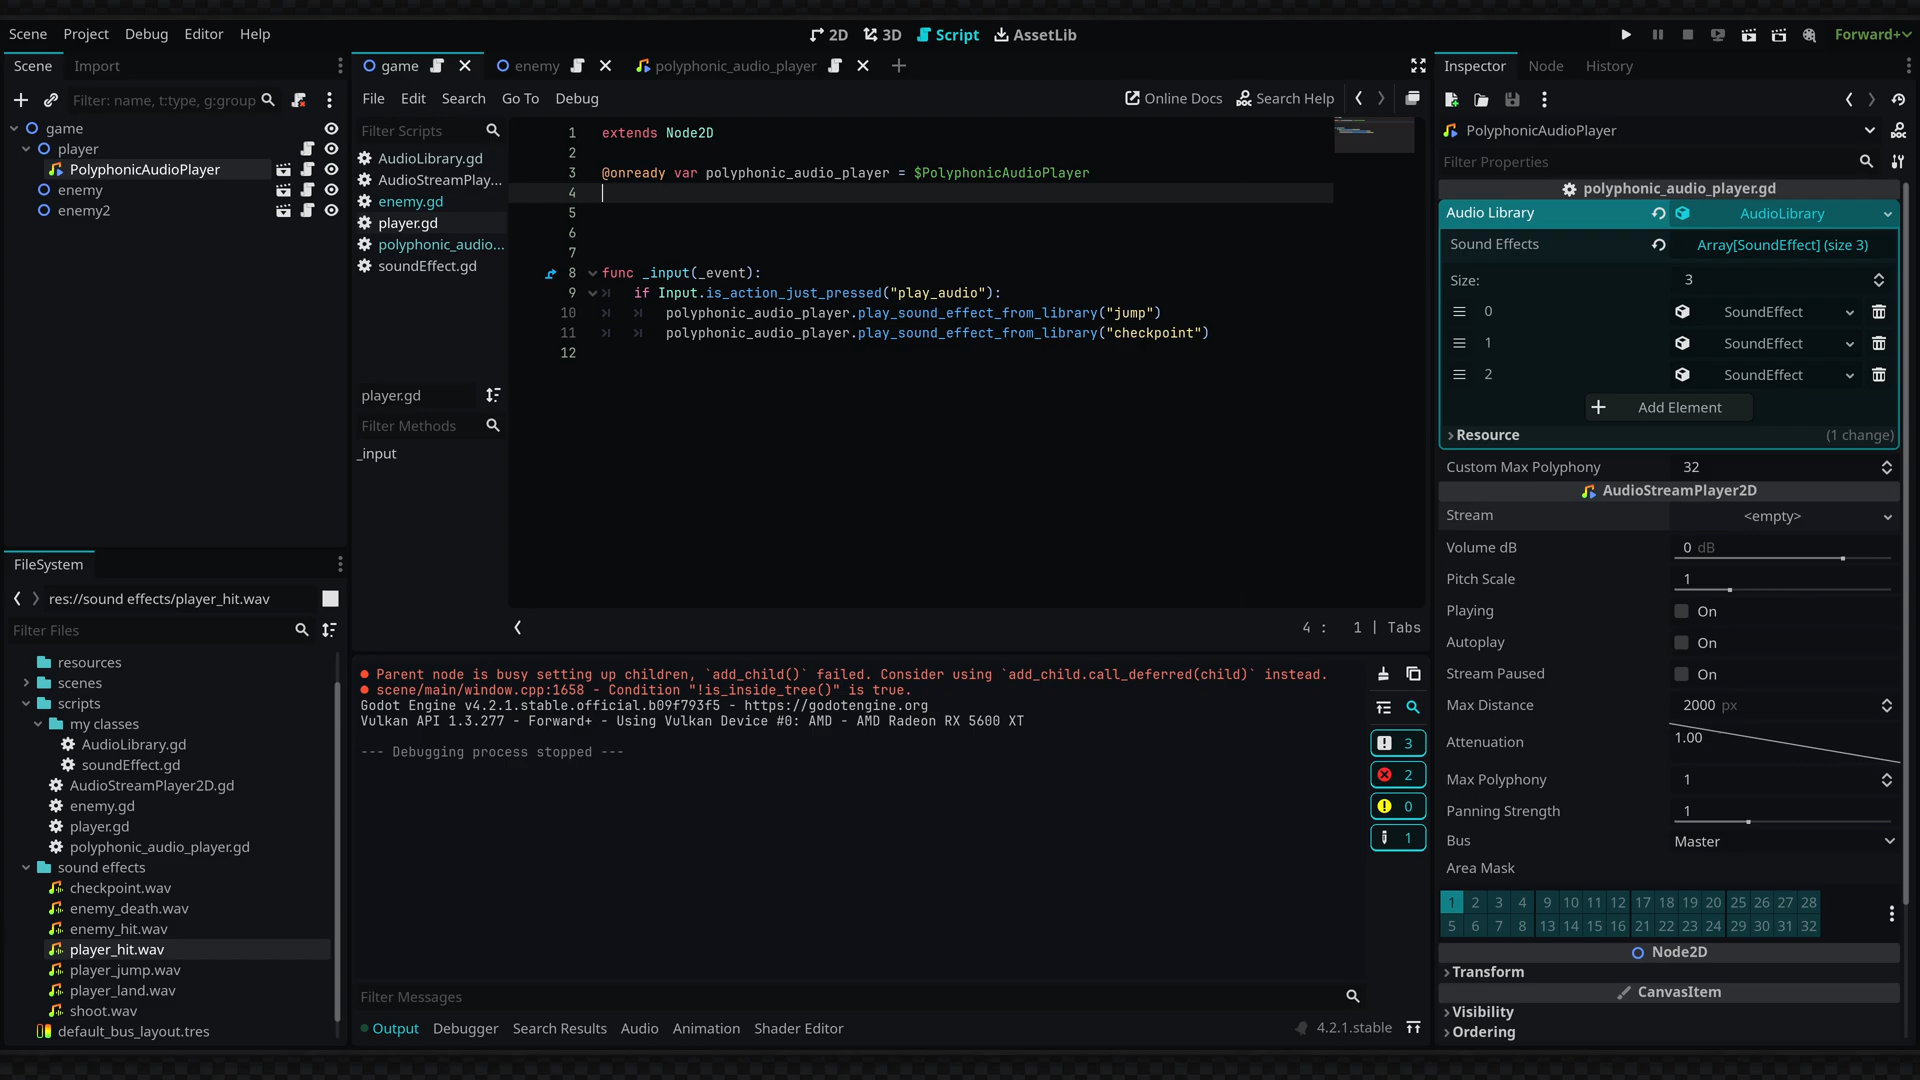 Scene Project Debug Editor Help
2D 3D Script AssetLib
Forward+
Scene Import
Filter: name, t:type, g:group
game
player
PolyphonicAudioPlayer
enemy
enemy2
FileSystem
res://sound effects/player_hit.wav
Filter Files
resources
scenes
scripts
my classes
AudioLibrary.gd
soundEffect.gd
AudioStreamPlayer2D.gd
enemy.gd
player.gd
polyphonic_audio_player.gd
sound effects
checkpoint.wav
enemy_death.wav
enemy_hit.wav
player_hit.wav
player_jump.wav
player_land.wav
shoot.wav
default_bus_layout.tres
game enemy polyphonic_audio_player
File Edit Search Go To Debug
Online Docs Search Help
Filter Scripts
AudioLibrary.gd
AudioStreamPlay...
enemy.gd
player.gd
polyphonic_audio...
soundEffect.gd
player.gd
Filter Methods
_input
1 extends Node2D
2
3 @onready var polyphonic_audio_player = $PolyphonicAudioPlayer
4
5
6
7
8 func _input(_event):
9 if Input.is_action_just_pressed("play_audio"):
10 polyphonic_audio_player.play_sound_effect_from_library("jump")
11 polyphonic_audio_player.play_sound_effect_from_library("checkpoint")
12
4 : 1 | Tabs
Parent node is busy setting up children, `add_child()` failed. Consider using `add_child.call_deferred(child)` instead.
scene/main/window.cpp:1658 - Condition "!is_inside_tree()" is true.
Godot Engine v4.2.1.stable.official.b09f793f5 - https://godotengine.org
Vulkan API 1.3.277 - Forward+ - Using Vulkan Device #0: AMD - AMD Radeon RX 5600 XT
--- Debugging process stopped ---
3
2
0
1
Filter Messages
Output Debugger Search Results Audio Animation Shader Editor
4.2.1.stable
Inspector Node History
PolyphonicAudioPlayer
Filter Properties
polyphonic_audio_player.gd
Audio Library AudioLibrary
Sound Effects Array[SoundEffect] (size 3)
Size: 3
0 SoundEffect
1 SoundEffect
2 SoundEffect
Add Element
Resource (1 change)
Custom Max Polyphony 32
AudioStreamPlayer2D
Stream <empty>
Volume dB 0 dB
Pitch Scale 1
Playing On
Autoplay On
Stream Paused On
Max Distance 2000 px
Attenuation 1.00
Max Polyphony 1
Panning Strength 1
Bus Master
Area Mask
1 2 3 4 9 10 11 12 17 18 19 20 25 26 27 28
5 6 7 8 13 14 15 16 21 22 23 24 29 30 31 32
Node2D
Transform
CanvasItem
Visibility
Ordering